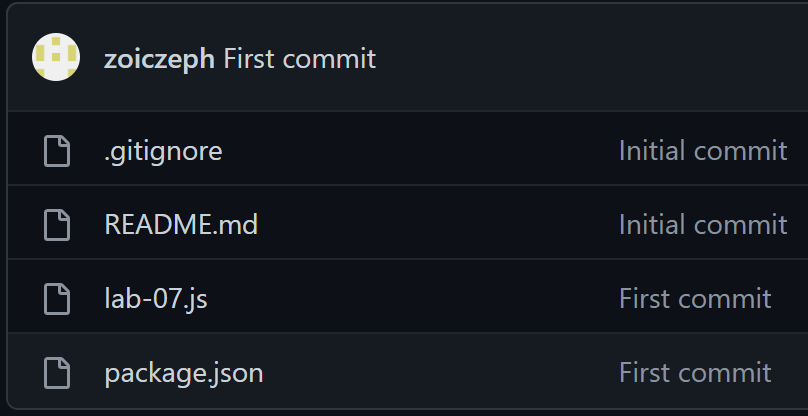 zoiczeph First commit
.gitignore Initial commit
README.md Initial commit
lab-07.js First commit
package.json First commit